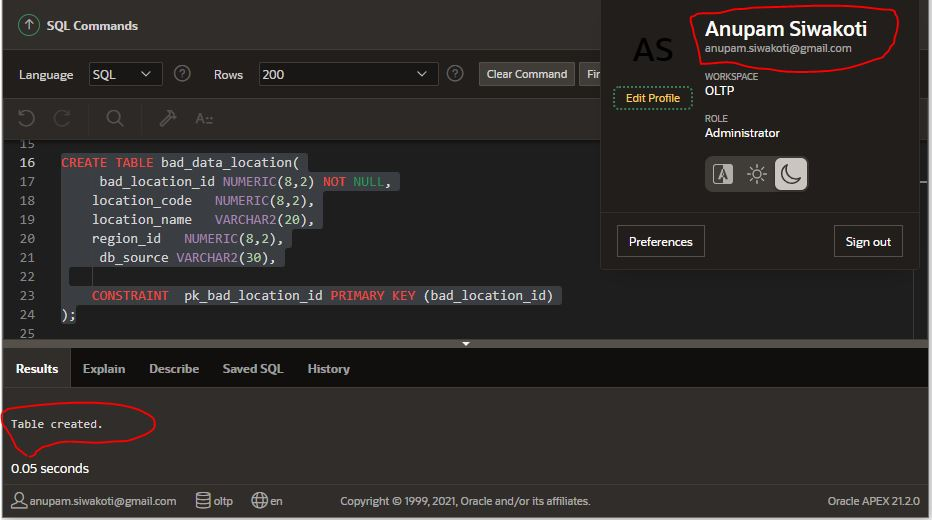 SQL Commands
Language SQL Rows 200 Clear Command Fin
A::
15
16 CREATE TABLE bad_data_location(
17 bad_location_id NUMERIC(8,2) NOT NULL,
18 location_code NUMERIC(8,2),
19 location_name VARCHAR2(20),
20 region_id NUMERIC(8,2),
21 db_source VARCHAR2(30),
22
23 CONSTRAINT pk_bad_location_id PRIMARY KEY (bad_location_id)
24 );
25
AS
Edit Profile
Anupam Siwakoti
anupam.siwakoti@gmail.com
WORKSPACE
OLTP
ROLE
Administrator
Preferences Sign out
Results Explain Describe Saved SQL History
Table created.
0.05 seconds
anupam.siwakoti@gmail.com oltp en Copyright © 1999, 2021, Oracle and/or its affiliates. Oracle APEX 21.2.0